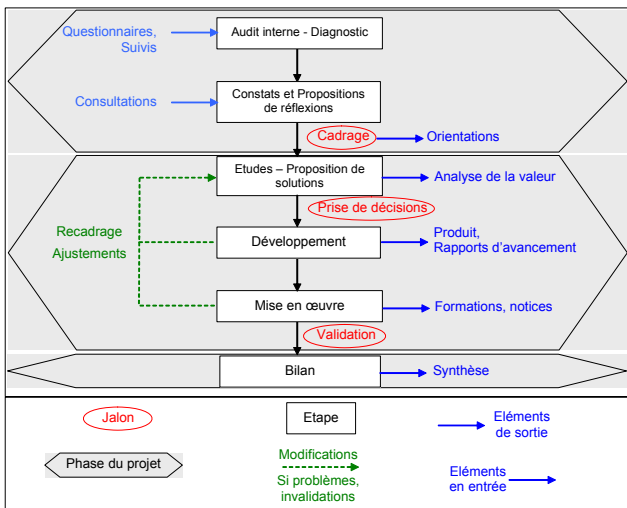 Questionnaires,
Suivis
Audit interne - Diagnostic
Consultations
Constats et Propositions
de réflexions
Cadrage
Orientations
Etudes – Proposition de
solutions
Analyse de la valeur
Prise de décisions
Recadrage
Ajustements
Développement
Produit,
Rapports d'avancement
Mise en œuvre
Formations, notices
Validation
Bilan
Synthèse
Jalon
Etape
Eléments
de sortie
Phase du projet
Modifications
Si problèmes,
invalidations
Eléments
en entrée